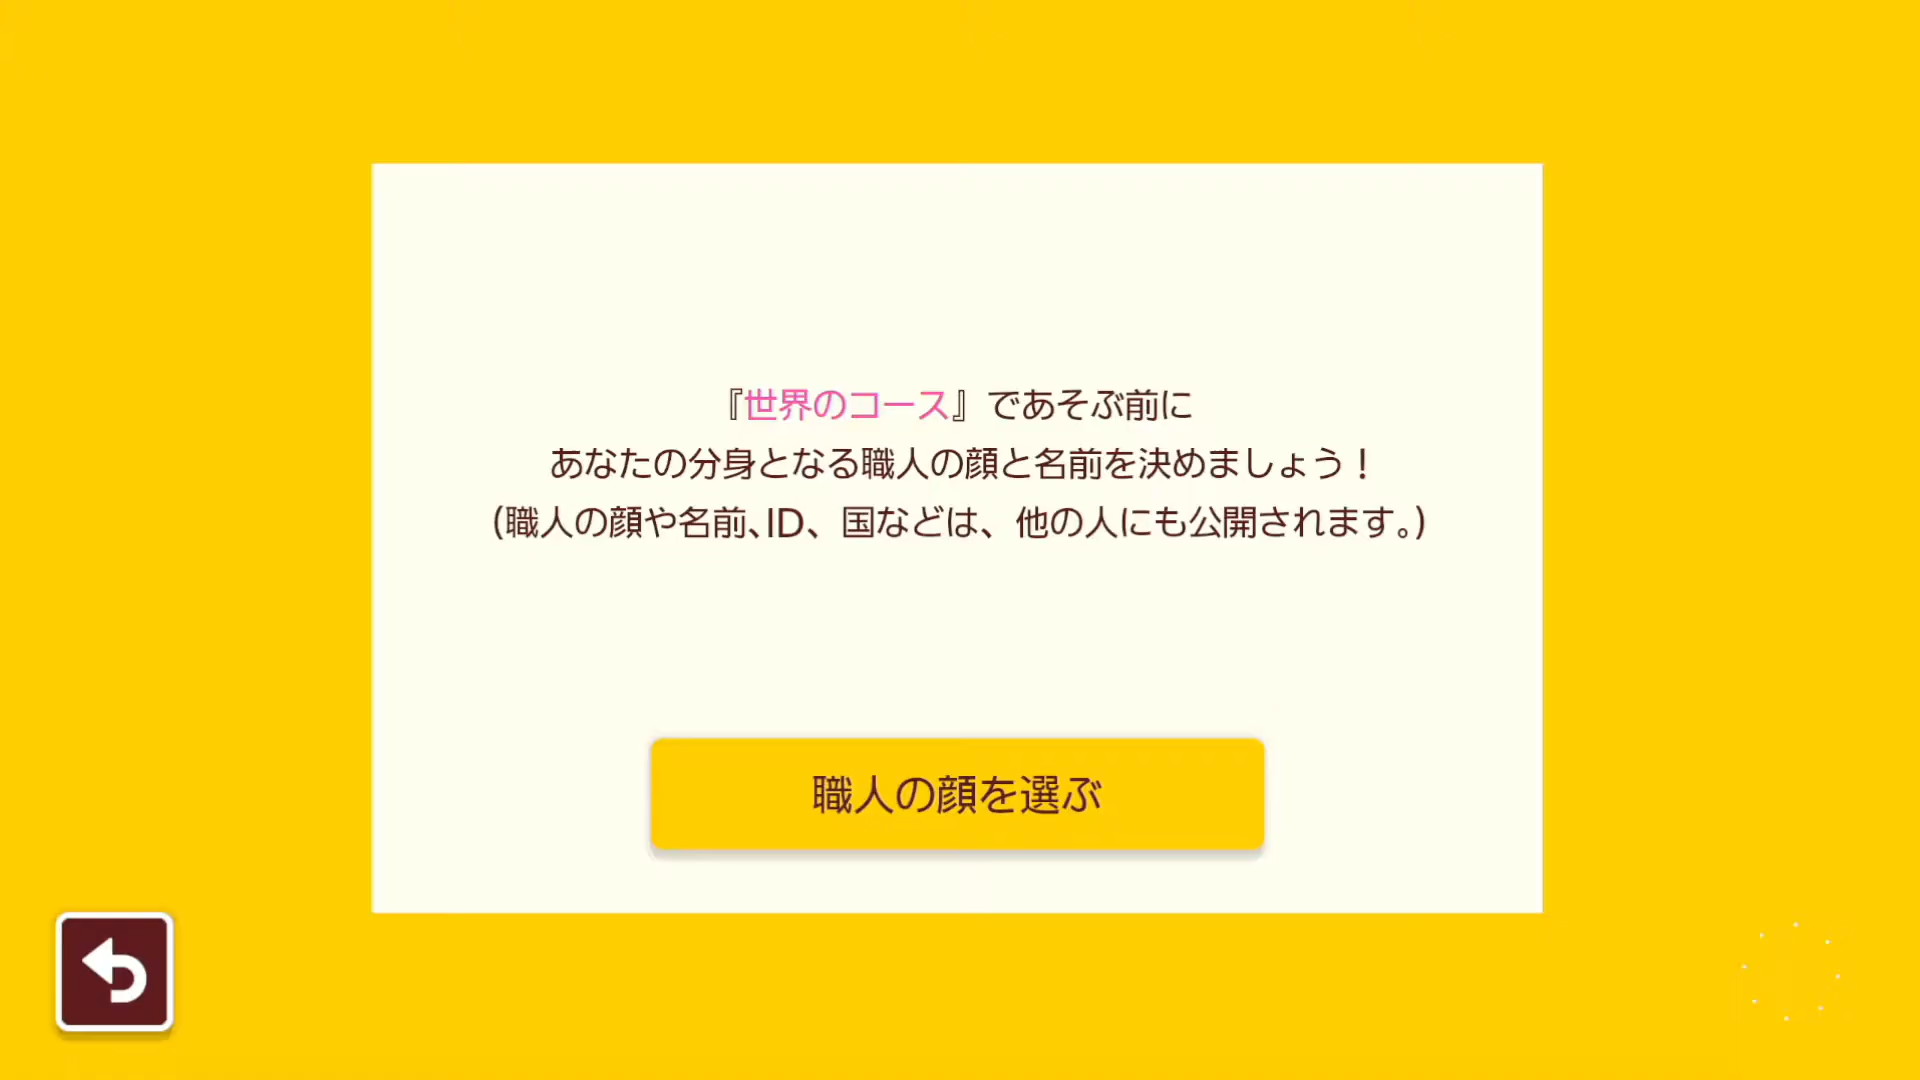 『世界のコース』であそぶ前に
あなたの分身となる職人の顔と名前を決めましょう！
(職人の顔や名前、ID、国などは、他の人にも公開されます。)
職人の顔を選ぶ